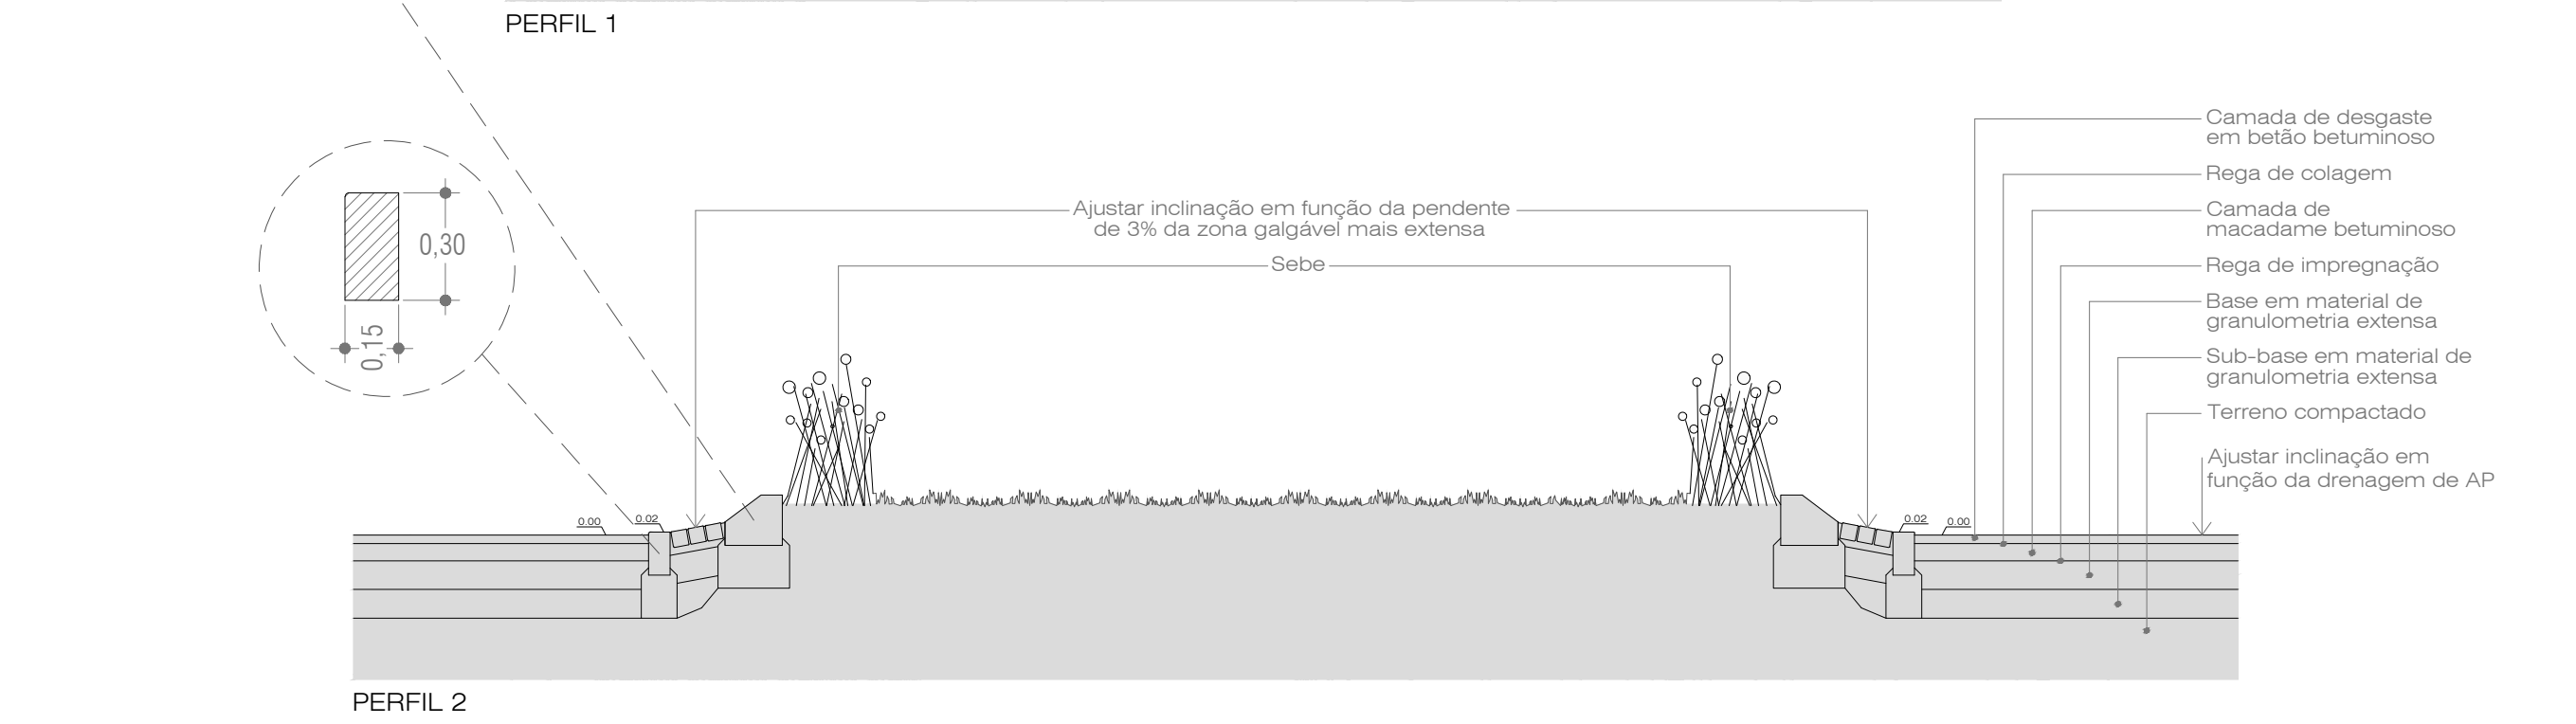 PERFIL 1
Camada de desgaste
em betão betuminoso
Rega de colagem
Camada de
macadame betuminoso
Rega de impregnação
Base em material de
granulometria extensa
Sub-base em material de
granulometria extensa
Terreno compactado
Ajustar inclinação em
função da drenagem de AP
Ajustar inclinação em função da pendente
de 3% da zona galgável mais extensa
Sebe
0,30
0,15
0.00
0.02
0.02
0.00
PERFIL 2